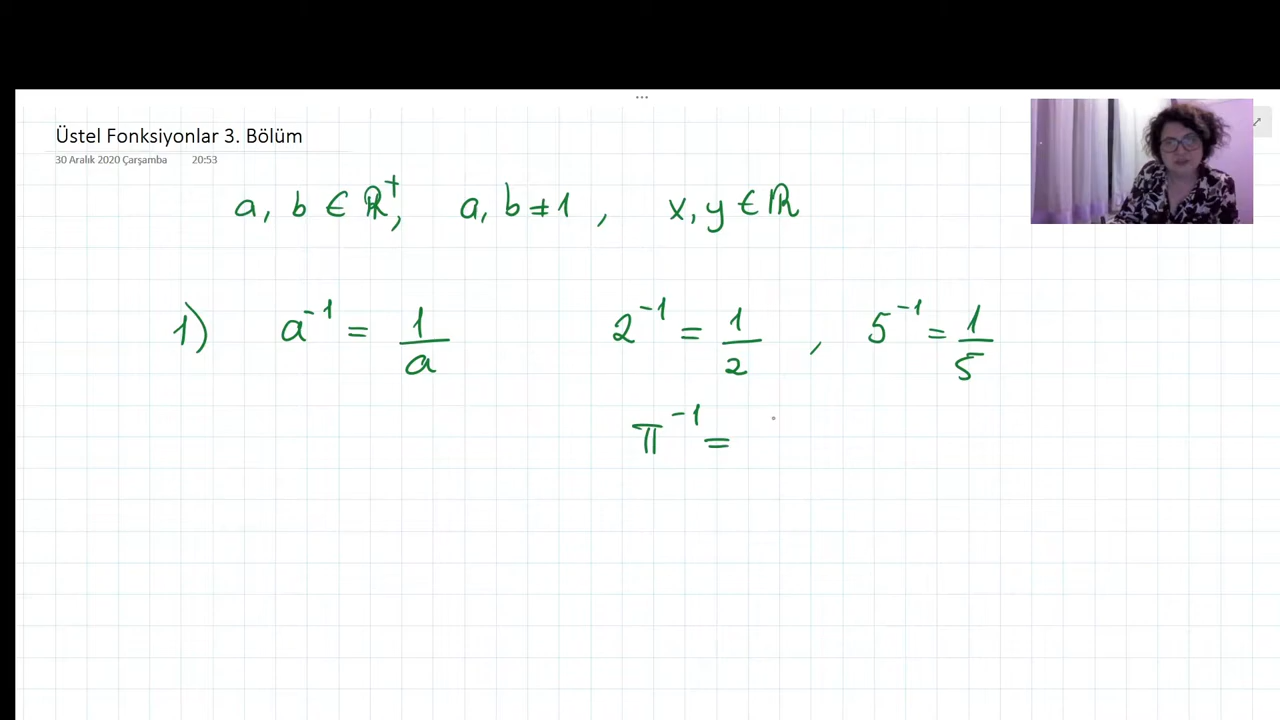 Üstel Fonksiyonlar 3. Bölüm
30 Aralık 2020 Çarşamba 20:53
a, b ∈ ℝ⁺, a, b ≠ 1, x, y ∈ ℝ
1) a⁻¹ = 1/a 2⁻¹ = 1/2, 5⁻¹ = 1/5
π⁻¹ =